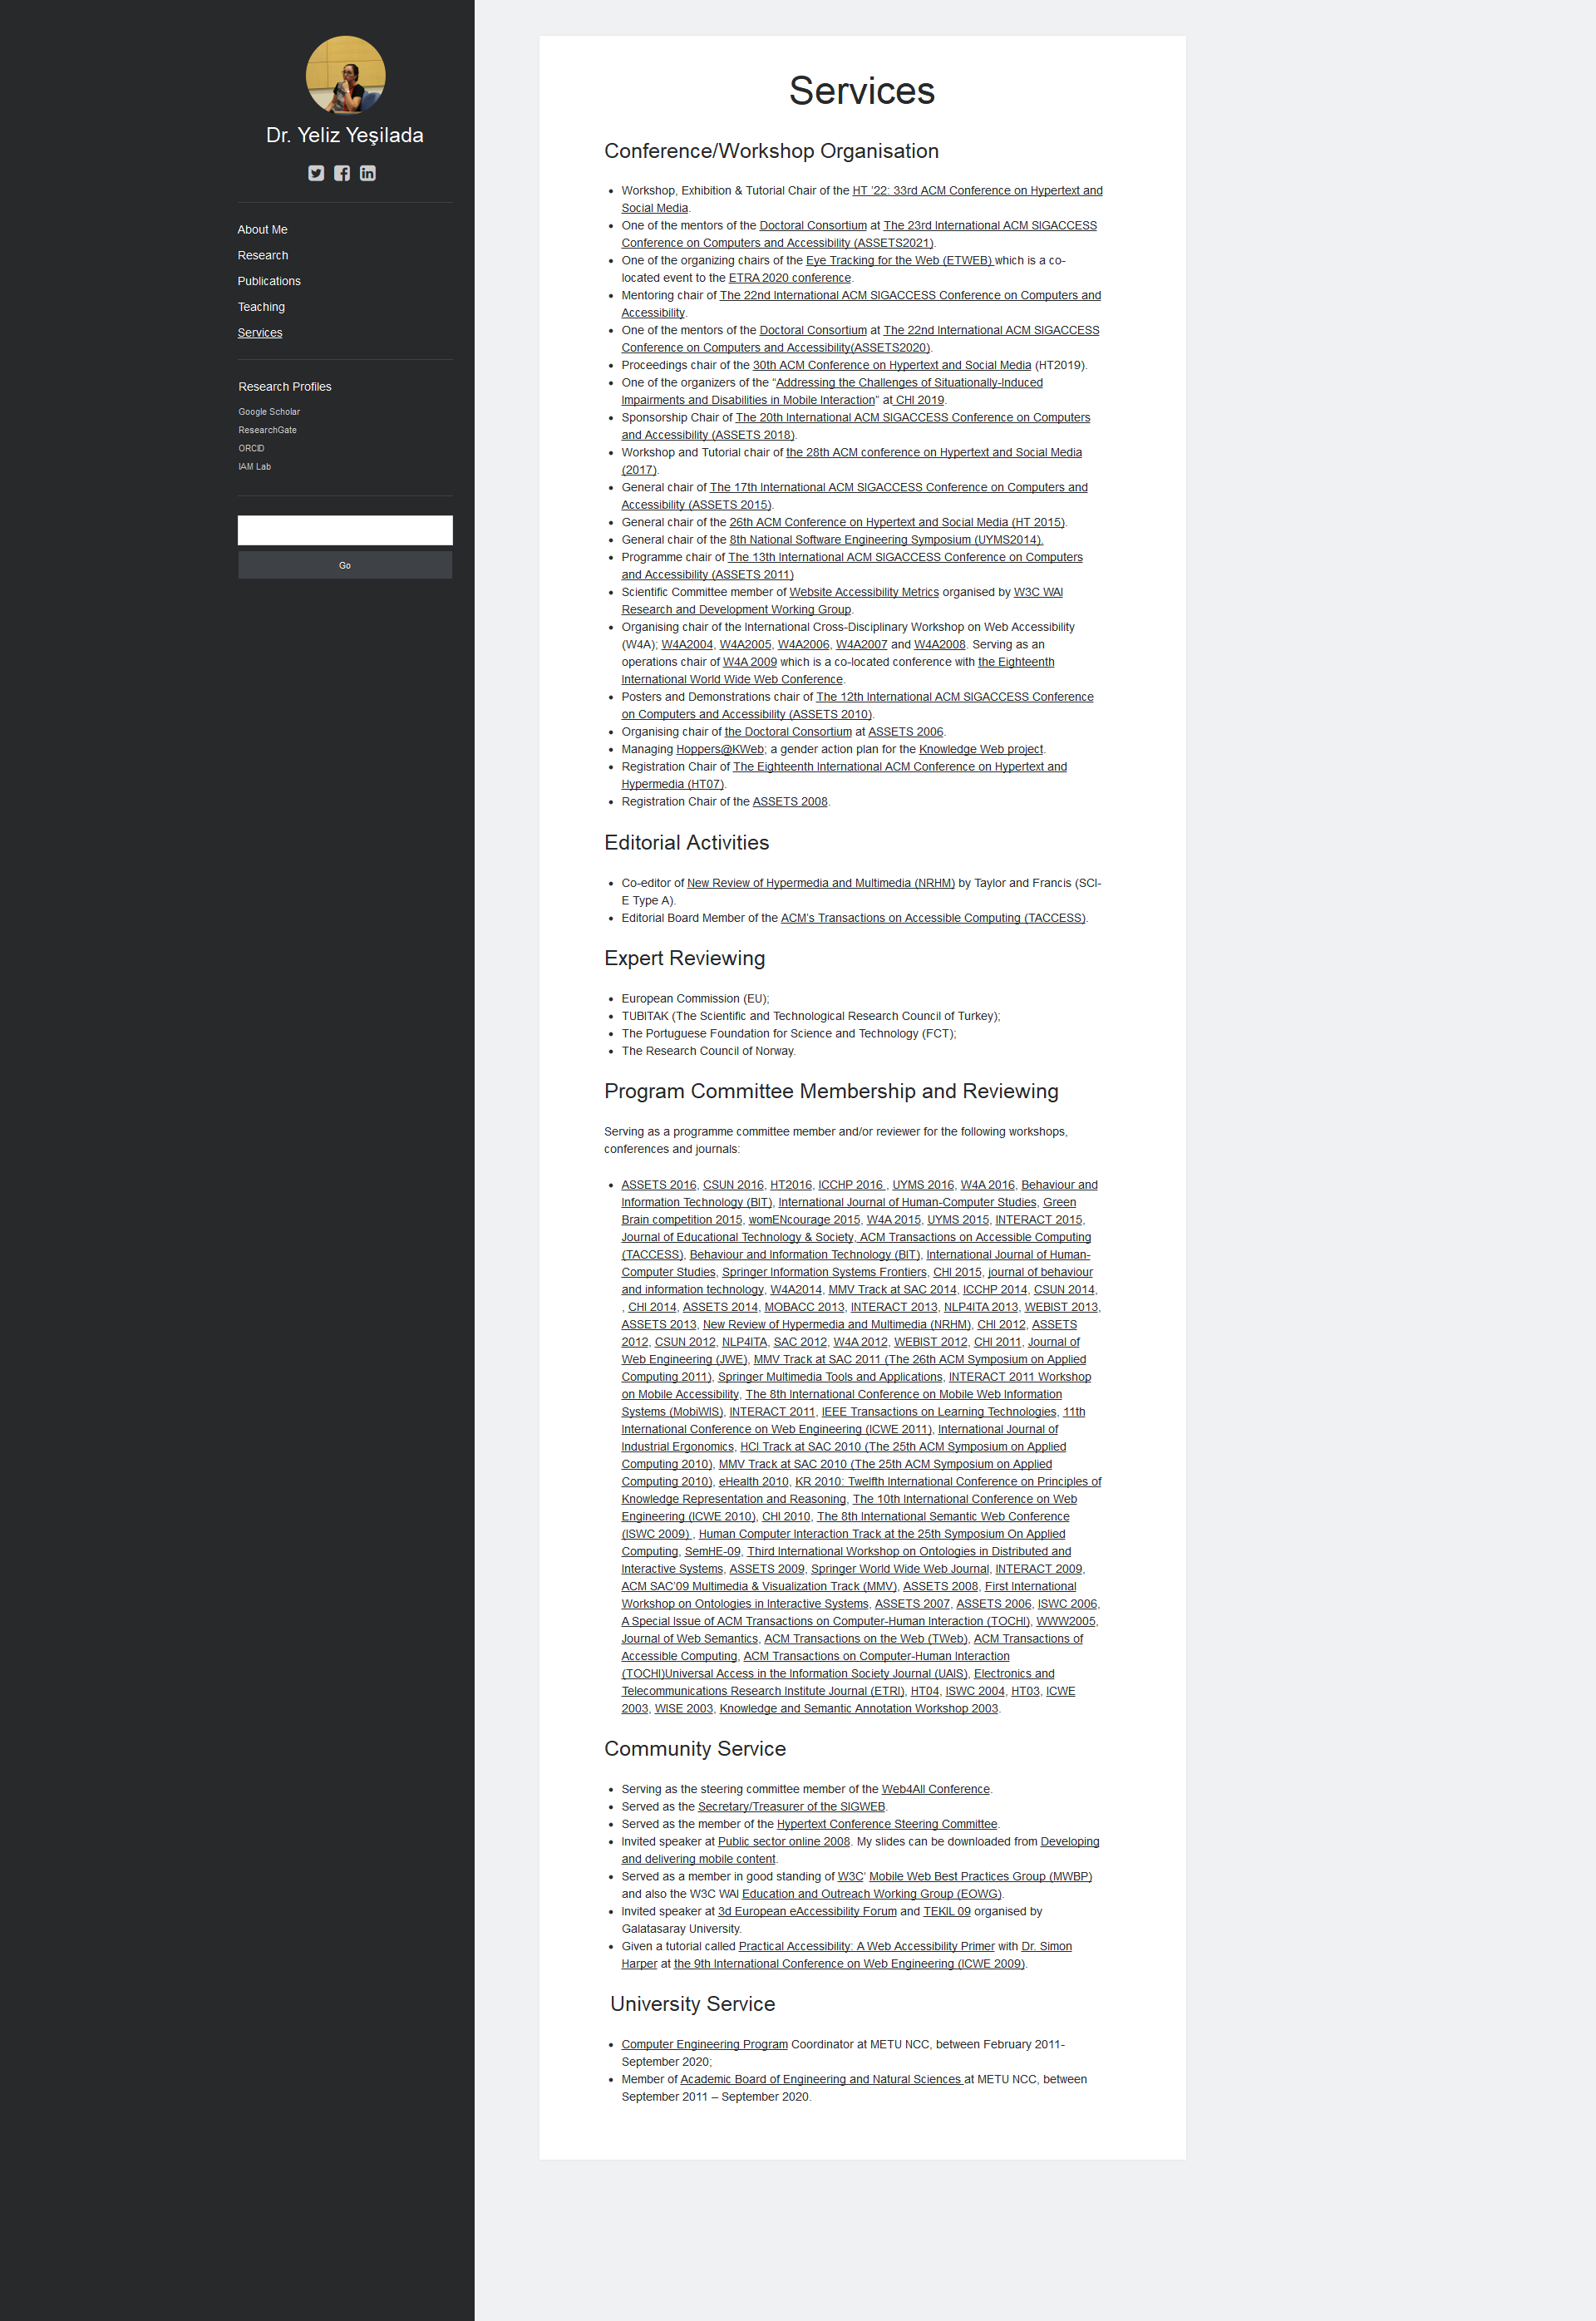 Dr. Yeliz Yeşilada
About Me
Research
Publications
Teaching
Services
Research Profiles
Google Scholar
ResearchGate
ORCID
IAM Lab
Go
Services
Conference/Workshop Organisation
Workshop, Exhibition & Tutorial Chair of the HT ’22: 33rd ACM Conference on Hypertext and
Social Media.
One of the mentors of the Doctoral Consortium at The 23rd International ACM SIGACCESS
Conference on Computers and Accessibility (ASSETS2021).
One of the organizing chairs of the Eye Tracking for the Web (ETWEB) which is a co-
located event to the ETRA 2020 conference.
Mentoring chair of The 22nd International ACM SIGACCESS Conference on Computers and
Accessibility.
One of the mentors of the Doctoral Consortium at The 22nd International ACM SIGACCESS
Conference on Computers and Accessibility(ASSETS2020).
Proceedings chair of the 30th ACM Conference on Hypertext and Social Media (HT2019).
One of the organizers of the “Addressing the Challenges of Situationally-Induced
Impairments and Disabilities in Mobile Interaction” at CHI 2019.
Sponsorship Chair of The 20th International ACM SIGACCESS Conference on Computers
and Accessibility (ASSETS 2018).
Workshop and Tutorial chair of the 28th ACM conference on Hypertext and Social Media
(2017).
General chair of The 17th International ACM SIGACCESS Conference on Computers and
Accessibility (ASSETS 2015).
General chair of the 26th ACM Conference on Hypertext and Social Media (HT 2015).
General chair of the 8th National Software Engineering Symposium (UYMS2014).
Programme chair of The 13th International ACM SIGACCESS Conference on Computers
and Accessibility (ASSETS 2011)
Scientific Committee member of Website Accessibility Metrics organised by W3C WAI
Research and Development Working Group.
Organising chair of the International Cross-Disciplinary Workshop on Web Accessibility
(W4A); W4A2004, W4A2005, W4A2006, W4A2007 and W4A2008. Serving as an
operations chair of W4A 2009 which is a co-located conference with the Eighteenth
International World Wide Web Conference.
Posters and Demonstrations chair of The 12th International ACM SIGACCESS Conference
on Computers and Accessibility (ASSETS 2010).
Organising chair of the Doctoral Consortium at ASSETS 2006.
Managing Hoppers@KWeb; a gender action plan for the Knowledge Web project.
Registration Chair of The Eighteenth International ACM Conference on Hypertext and
Hypermedia (HT07).
Registration Chair of the ASSETS 2008.
Editorial Activities
Co-editor of New Review of Hypermedia and Multimedia (NRHM) by Taylor and Francis (SCI-
E Type A).
Editorial Board Member of the ACM’s Transactions on Accessible Computing (TACCESS).
Expert Reviewing
European Commission (EU);
TUBITAK (The Scientific and Technological Research Council of Turkey);
The Portuguese Foundation for Science and Technology (FCT);
The Research Council of Norway.
Program Committee Membership and Reviewing
Serving as a programme committee member and/or reviewer for the following workshops,
conferences and journals:
ASSETS 2016, CSUN 2016, HT2016, ICCHP 2016 , UYMS 2016, W4A 2016, Behaviour and
Information Technology (BIT), International Journal of Human-Computer Studies, Green
Brain competition 2015, womENcourage 2015, W4A 2015, UYMS 2015, INTERACT 2015,
Journal of Educational Technology & Society, ACM Transactions on Accessible Computing
(TACCESS), Behaviour and Information Technology (BIT), International Journal of Human-
Computer Studies, Springer Information Systems Frontiers, CHI 2015, journal of behaviour
and information technology, W4A2014, MMV Track at SAC 2014, ICCHP 2014, CSUN 2014,
, CHI 2014, ASSETS 2014, MOBACC 2013, INTERACT 2013, NLP4ITA 2013, WEBIST 2013,
ASSETS 2013, New Review of Hypermedia and Multimedia (NRHM), CHI 2012, ASSETS
2012, CSUN 2012, NLP4ITA, SAC 2012, W4A 2012, WEBIST 2012, CHI 2011, Journal of
Web Engineering (JWE), MMV Track at SAC 2011 (The 26th ACM Symposium on Applied
Computing 2011), Springer Multimedia Tools and Applications, INTERACT 2011 Workshop
on Mobile Accessibility, The 8th International Conference on Mobile Web Information
Systems (MobiWIS), INTERACT 2011, IEEE Transactions on Learning Technologies, 11th
International Conference on Web Engineering (ICWE 2011), International Journal of
Industrial Ergonomics, HCI Track at SAC 2010 (The 25th ACM Symposium on Applied
Computing 2010), MMV Track at SAC 2010 (The 25th ACM Symposium on Applied
Computing 2010), eHealth 2010, KR 2010: Twelfth International Conference on Principles of
Knowledge Representation and Reasoning, The 10th International Conference on Web
Engineering (ICWE 2010), CHI 2010, The 8th International Semantic Web Conference
(ISWC 2009) , Human Computer Interaction Track at the 25th Symposium On Applied
Computing, SemHE-09, Third International Workshop on Ontologies in Distributed and
Interactive Systems, ASSETS 2009, Springer World Wide Web Journal, INTERACT 2009,
ACM SAC’09 Multimedia & Visualization Track (MMV), ASSETS 2008, First International
Workshop on Ontologies in Interactive Systems, ASSETS 2007, ASSETS 2006, ISWC 2006,
A Special Issue of ACM Transactions on Computer-Human Interaction (TOCHI), WWW2005,
Journal of Web Semantics, ACM Transactions on the Web (TWeb), ACM Transactions of
Accessible Computing, ACM Transactions on Computer-Human Interaction
(TOCHI)Universal Access in the Information Society Journal (UAIS), Electronics and
Telecommunications Research Institute Journal (ETRI), HT04, ISWC 2004, HT03, ICWE
2003, WISE 2003, Knowledge and Semantic Annotation Workshop 2003.
Community Service
Serving as the steering committee member of the Web4All Conference.
Served as the Secretary/Treasurer of the SIGWEB.
Served as the member of the Hypertext Conference Steering Committee.
Invited speaker at Public sector online 2008. My slides can be downloaded from Developing
and delivering mobile content.
Served as a member in good standing of W3C‘ Mobile Web Best Practices Group (MWBP)
and also the W3C WAI Education and Outreach Working Group (EOWG).
Invited speaker at 3d European eAccessibility Forum and TEKIL 09 organised by
Galatasaray University.
Given a tutorial called Practical Accessibility: A Web Accessibility Primer with Dr. Simon
Harper at the 9th International Conference on Web Engineering (ICWE 2009).
University Service
Computer Engineering Program Coordinator at METU NCC, between February 2011-
September 2020;
Member of Academic Board of Engineering and Natural Sciences at METU NCC, between
September 2011 – September 2020.